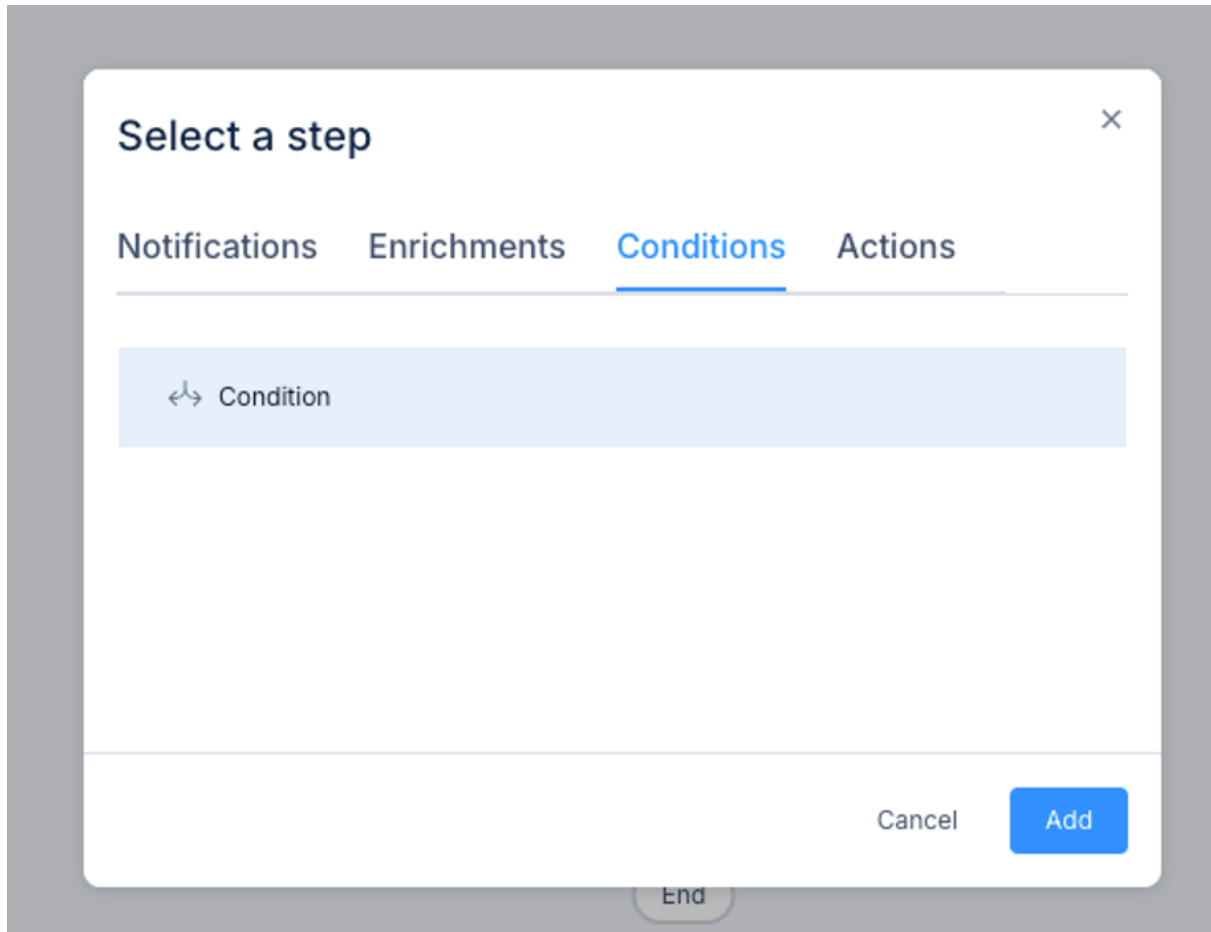 Select a step
Notifications Enrichments Conditions Actions
Condition
Cancel Add
End